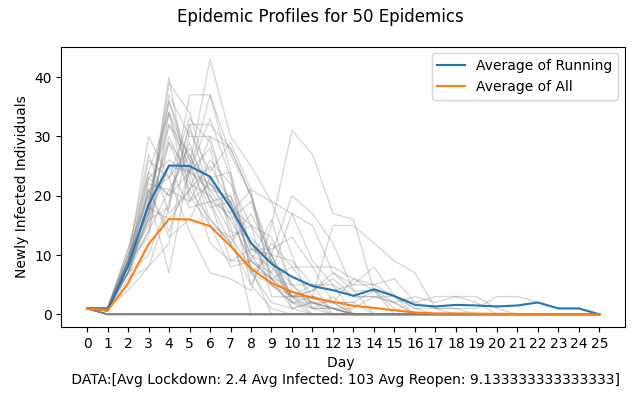 Epidemic Profiles for 50 Epidemics
Average of Running
Average of All
Newly Infected Individuals
40
30
20
10
0
0 1 2 3 4 5 6 7 8 9 10 11 12 13 14 15 16 17 18 19 20 21 22 23 24 25
Day
DATA:[Avg Lockdown: 2.4 Avg Infected: 103 Avg Reopen: 9.133333333333333]